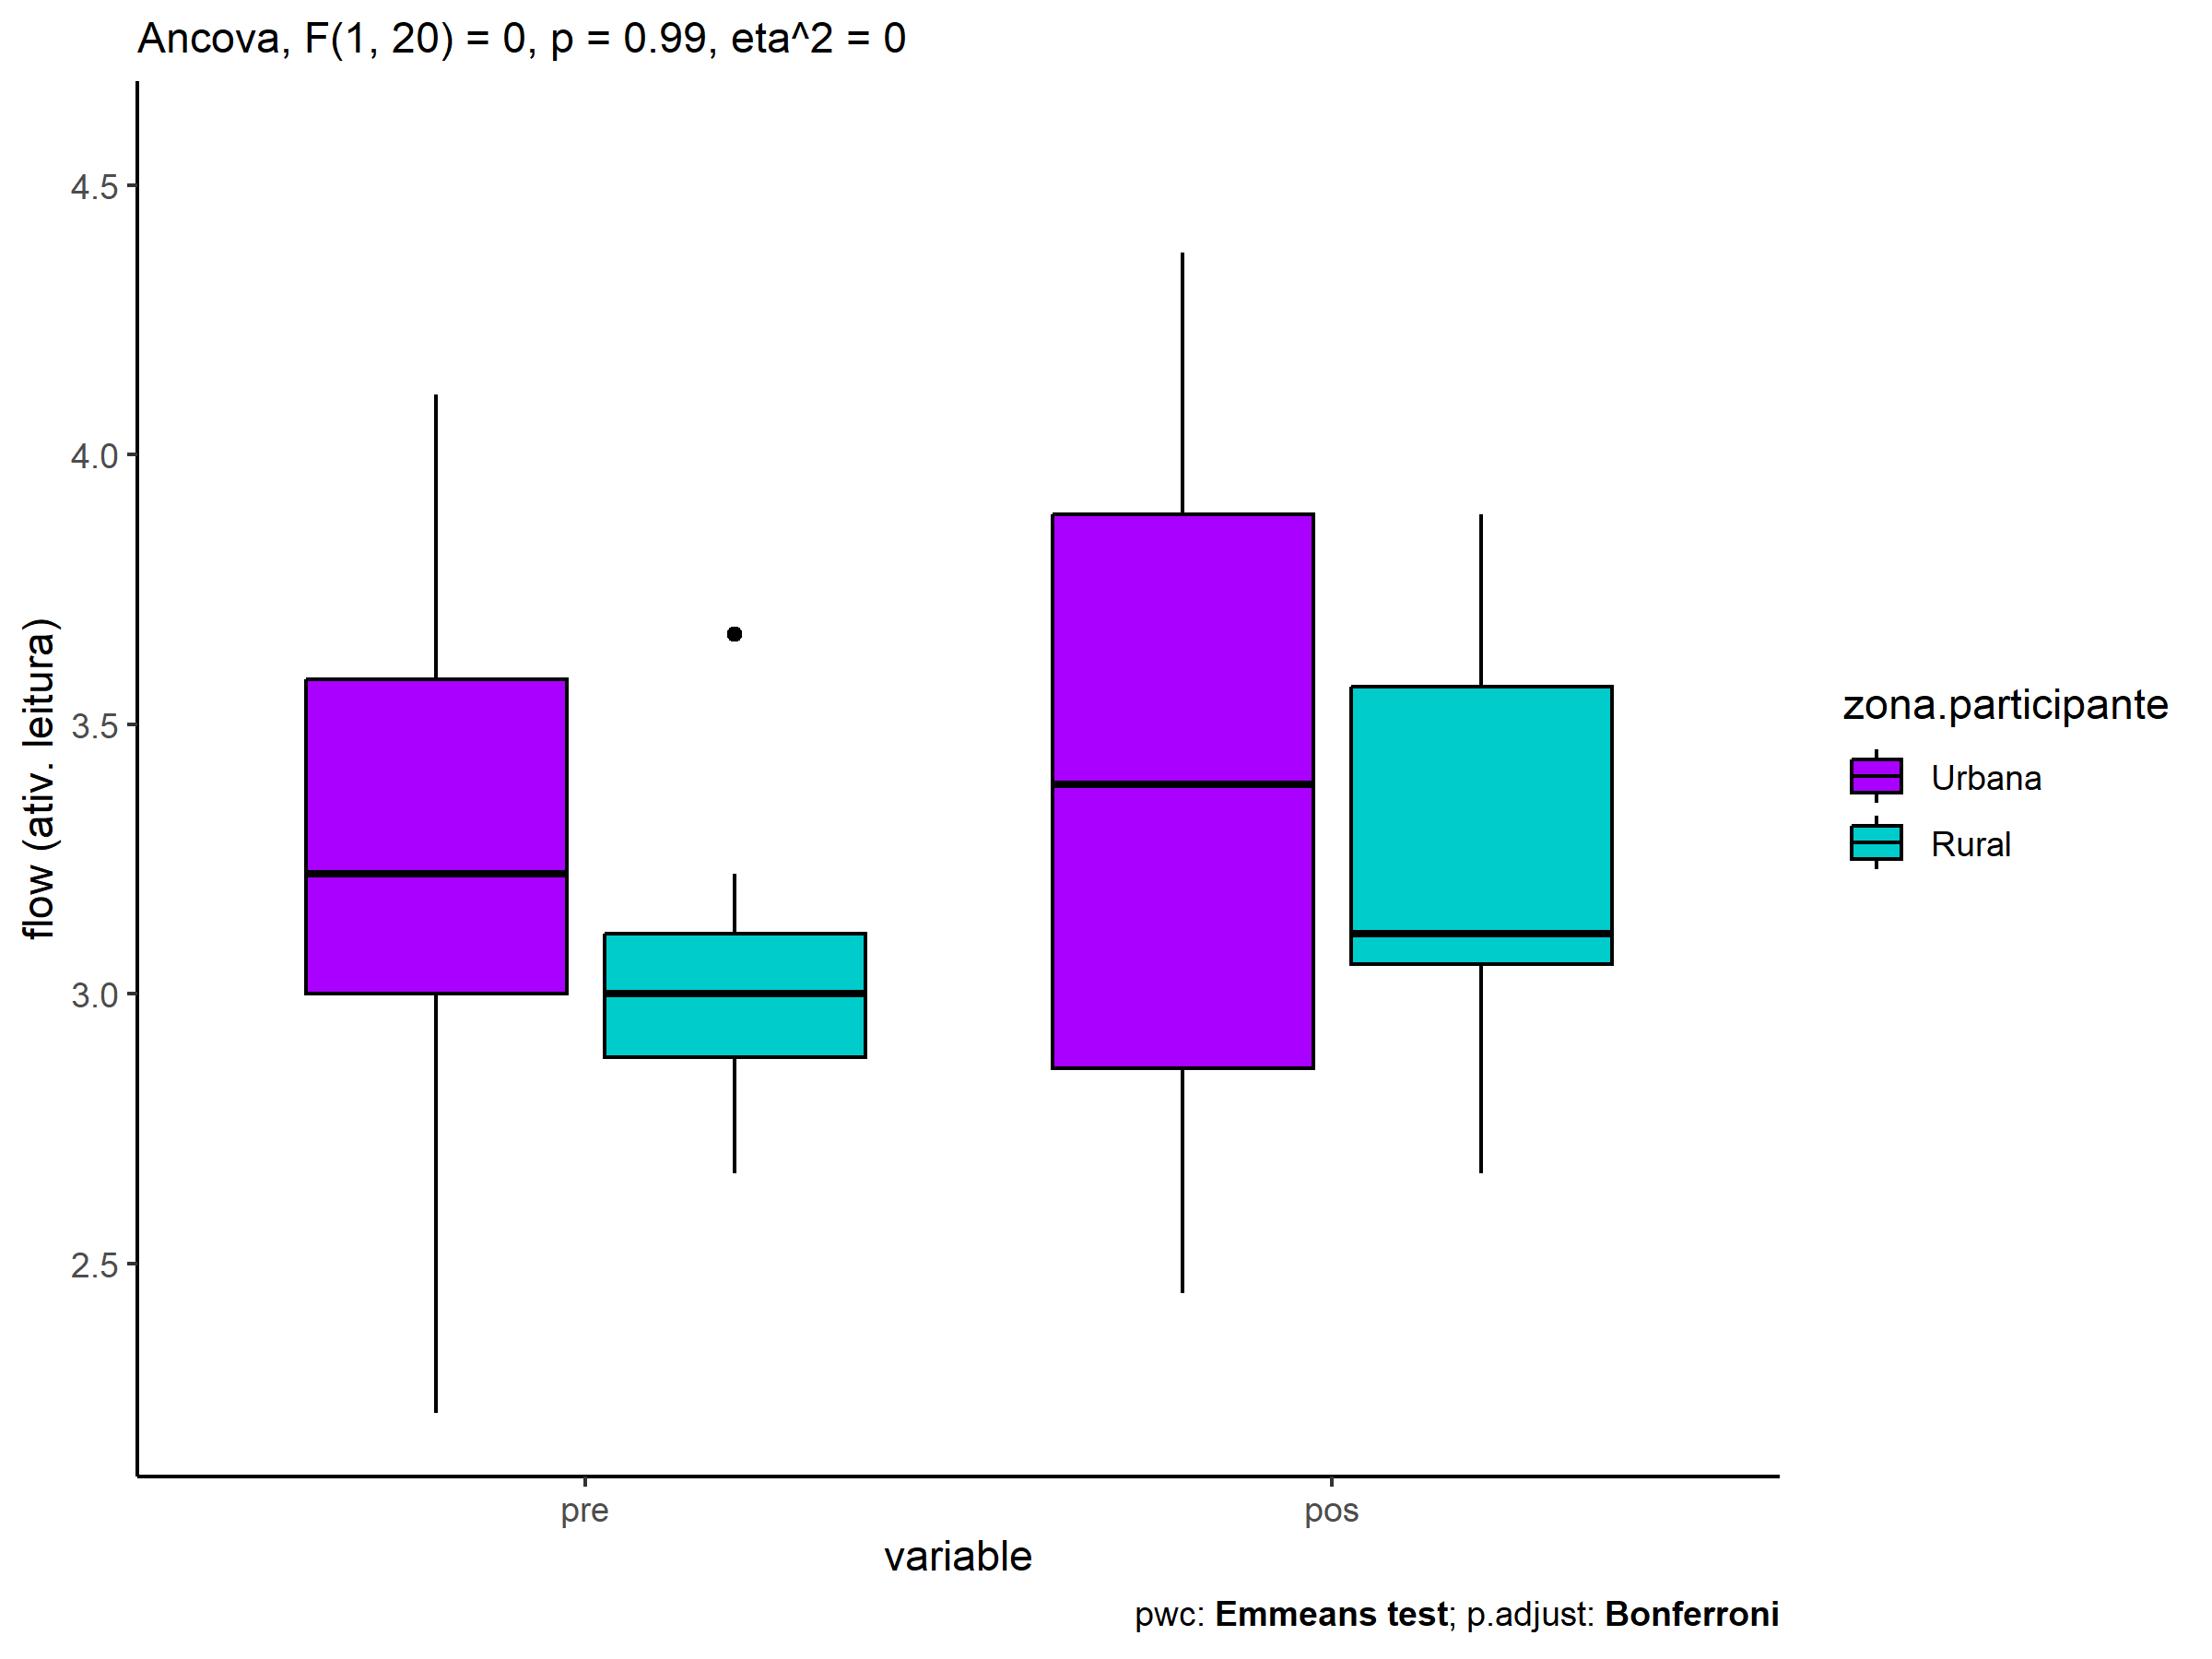 Ancova, F(1, 20) = 0, p = 0.99, eta^2 = 0
flow (ativ. leitura)
4.5
4.0
3.5
3.0
2.5
pre
pos
variable
zona.participante
Urbana
Rural
pwc: Emmeans test; p.adjust: Bonferroni